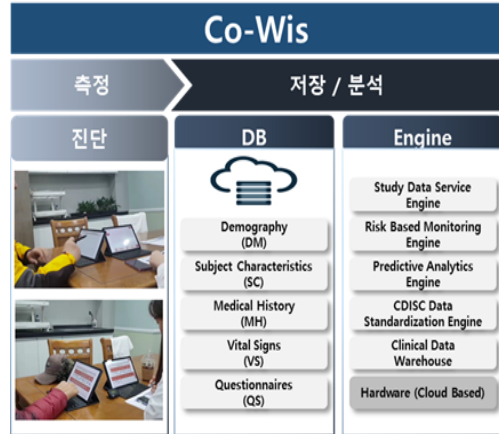 Co-Wis
측정
저장 / 분석
진단
DB
Engine
Demography
(DM)
Subject Characteristics
(SC)
Medical History
(MH)
Vital Signs
(VS)
Questionnaires
(QS)
Study Data Service
Engine
Risk Based Monitoring
Engine
Predictive Analytics
Engine
CDISC Data
Standardization Engine
Clinical Data
Warehouse
Hardware (Cloud Based)